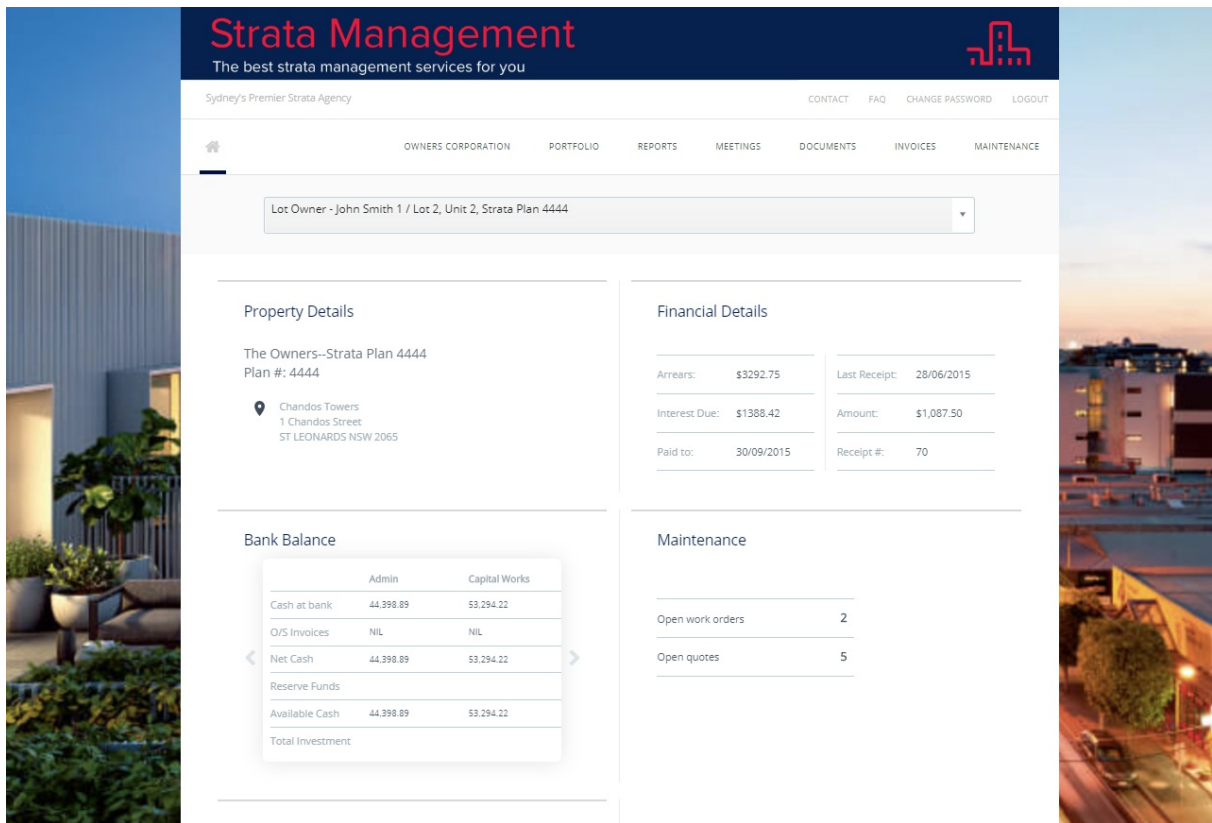 Strata Management
The best strata management services for you
Sydney's Premier Strata Agency
CONTACT FAQ CHANGE PASSWORD LOGOUT
OWNERS CORPORATION PORTFOLIO REPORTS MEETINGS DOCUMENTS INVOICES MAINTENANCE
Lot Owner - John Smith 1 / Lot 2, Unit 2, Strata Plan 4444
Property Details
The Owners--Strata Plan 4444
Plan #: 4444
Chandos Towers
1 Chandos Street
ST LEONARDS NSW 2065
Financial Details
Arrears: $3292.75 Last Receipt: 28/06/2015
Interest Due: $1388.42 Amount: $1,087.50
Paid to: 30/09/2015 Receipt #: 70
Bank Balance
Admin Capital Works
Cash at bank 44,398.89 53,294.22
O/S Invoices NIL NIL
Net Cash 44,398.89 53,294.22
Reserve Funds
Available Cash 44,398.89 53,294.22
Total Investment
Maintenance
Open work orders 2
Open quotes 5